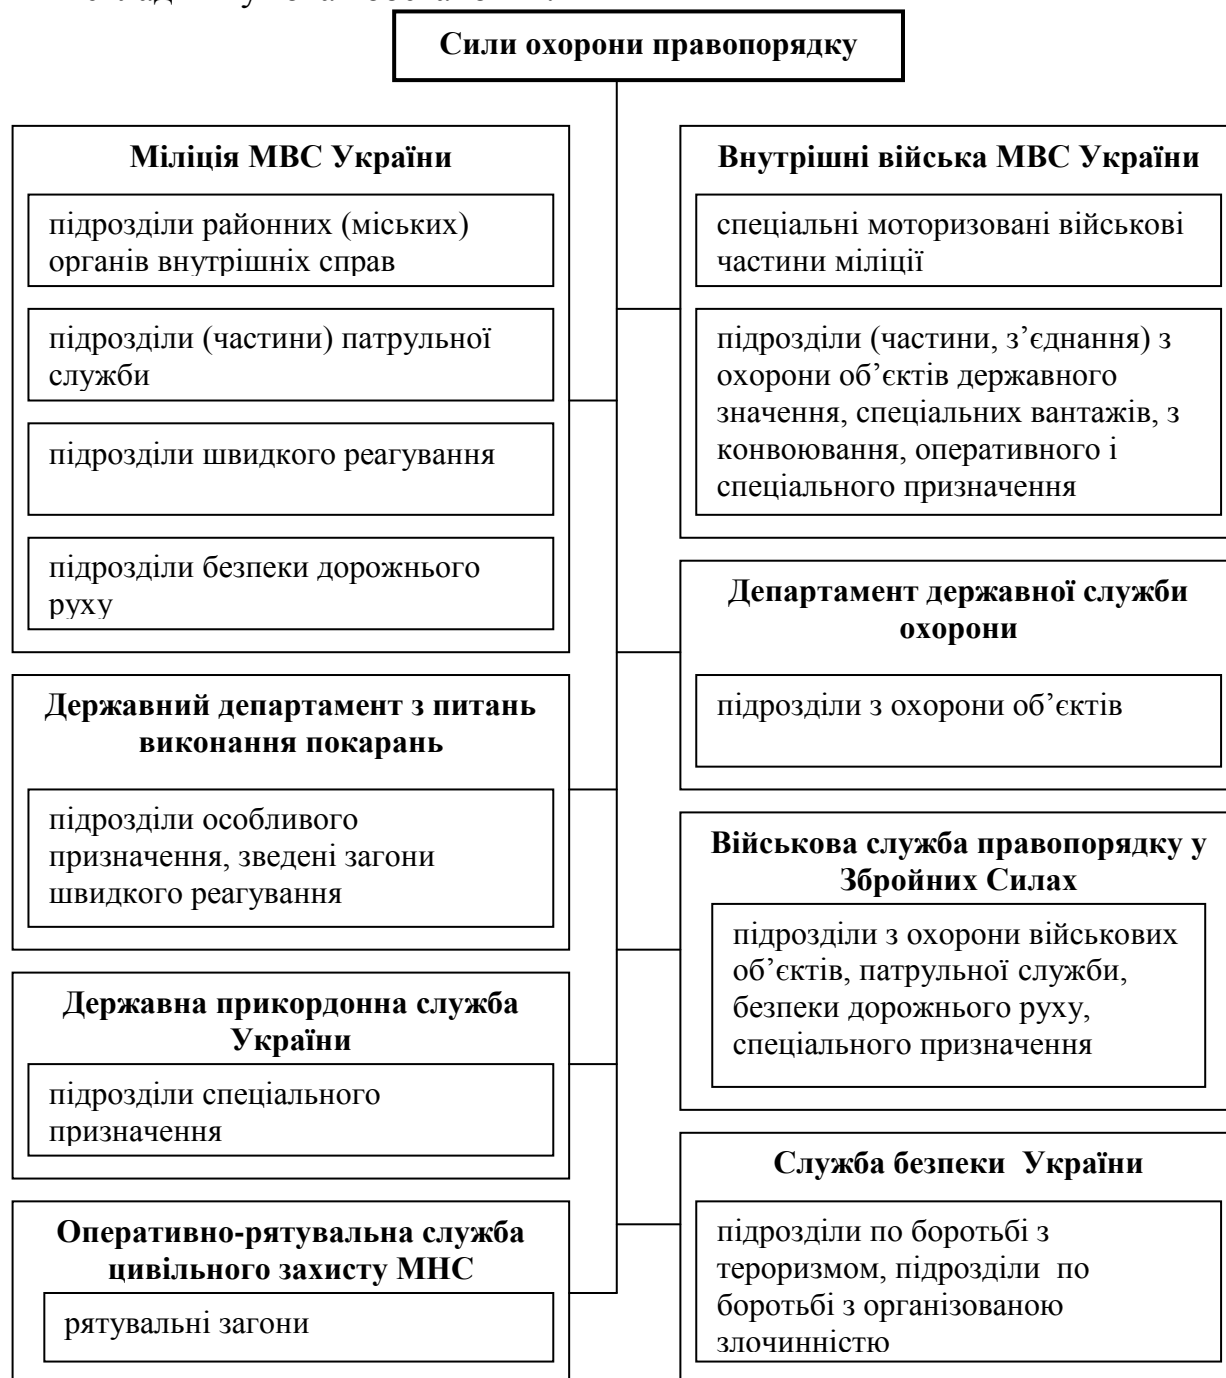 Сили охорони правопорядку
Міліція МВС України
підрозділи районних (міських)
органів внутрішніх справ
підрозділи (частини) патрульної
служби
підрозділи швидкого реагування
підрозділи безпеки дорожнього
руху
Державний департамент з питань
виконання покарань
підрозділи особливого
призначення, зведені загони
швидкого реагування
Державна прикордонна служба
України
підрозділи спеціального
призначення
Оперативно-рятувальна служба
цивільного захисту МНС
рятувальні загони
Внутрішні війська МВС України
спеціальні моторизовані військові
частини міліції
підрозділи (частини, з’єднання) з
охорони об’єктів державного
значення, спеціальних вантажів, з
конвоювання, оперативного і
спеціального призначення
Департамент державної служби
охорони
підрозділи з охорони об’єктів
Військова служба правопорядку у
Збройних Силах
підрозділи з охорони військових
об’єктів, патрульної служби,
безпеки дорожнього руху,
спеціального призначення
Служба безпеки України
підрозділи по боротьбі з
тероризмом, підрозділи по
боротьбі з організованою
злочинністю